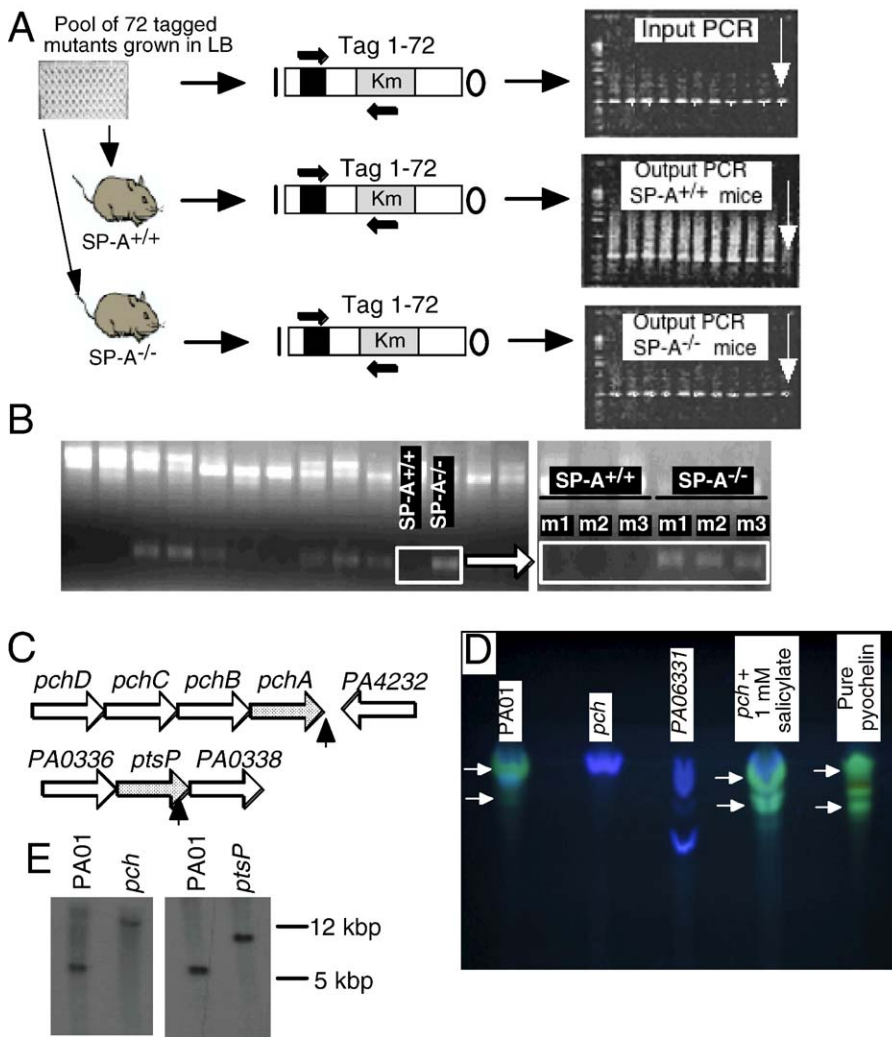 A
Pool of 72 tagged
mutants grown in LB
Tag 1-72
Km
Input PCR
SP-A+/+
Tag 1-72
Km
Output PCR
SP-A+/+ mice
SP-A-/-
Tag 1-72
Km
Output PCR
SP-A-/- mice
B
SP-A+/+
SP-A-/-
SP-A+/+
SP-A-/-
m1 m2 m3 m1 m2 m3
C
pchD pchC pchB pchA PA4232
PA0336 ptsP PA0338
D
PA01
pch
PA06331
pch +
1 mM
salicylate
Pure
pyochelin
E
PA01
pch
PA01
ptsP
12 kbp
5 kbp